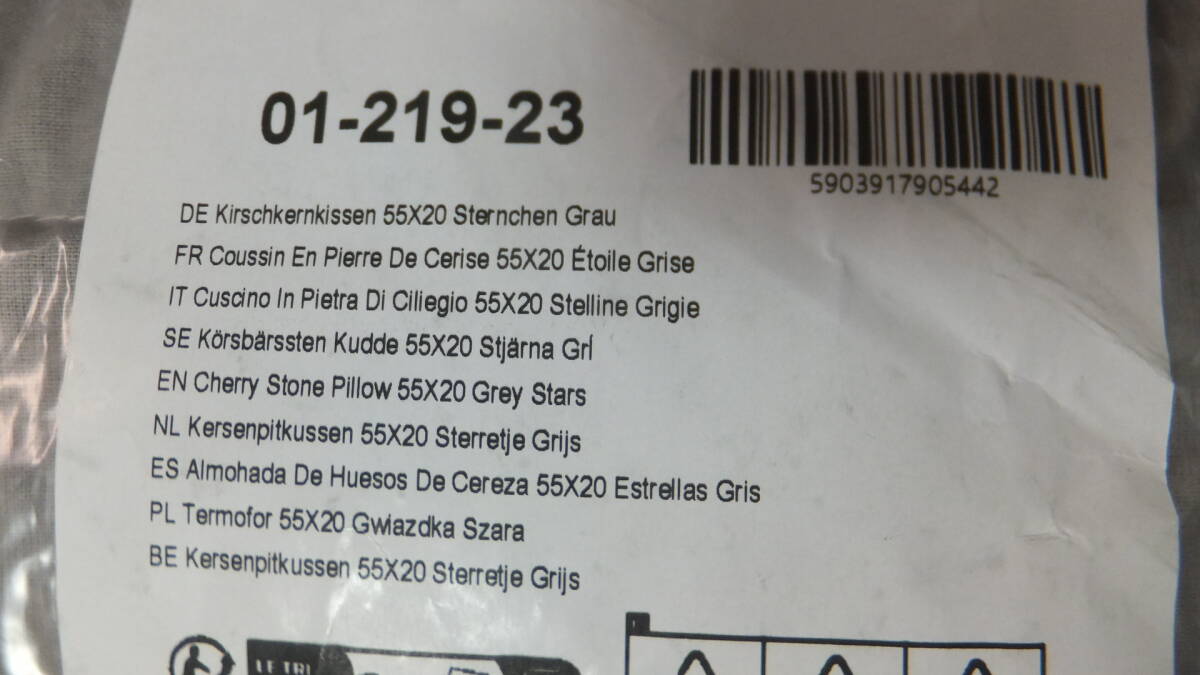 01-219-23
5903917905442
DE Kirschkernkissen 55X20 Sternchen Grau
FR Coussin En Pierre De Cerise 55X20 Étoile Grise
IT Cuscino In Pietra Di Ciliegio 55X20 Stelline Grigie
SE Körsbärssten Kudde 55X20 Stjärna Grl
EN Cherry Stone Pillow 55X20 Grey Stars
NL Kersenpitkussen 55X20 Sterretje Grijs
ES Almohada De Huesos De Cereza 55X20 Estrellas Gris
PL Termofor 55X20 Gwiazdka Szara
BE Kersenpitkussen 55X20 Sterretje Grijs
LE TRI